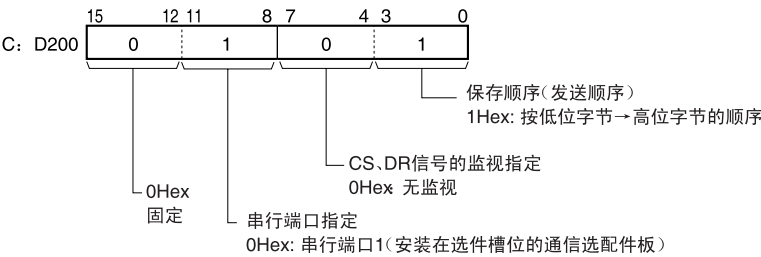 15 12 11 8 7 4 3 0
C: D200 0 1 0 1
保存顺序(发送顺序)
1Hex: 按低位字节→高位字节的顺序
CS、DR信号的监视指定
0Hex: 无监视
0Hex
固定
串行端口指定
0Hex: 串行端口1(安装在选件槽位的通信选配件板)